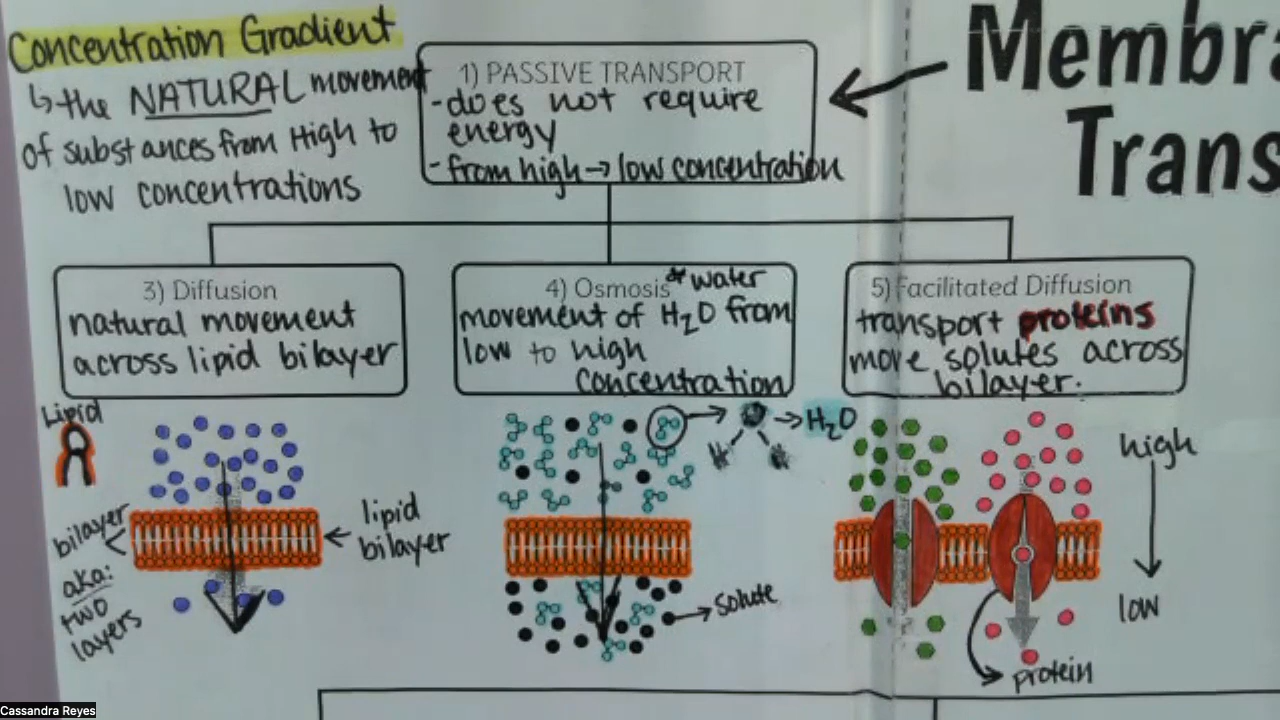 Concentration Gradient
↳ the NATURAL movement
of substances from High to
low concentrations
1) PASSIVE TRANSPORT
- does not require
energy
- from high → low concentration
Membra
Trans
3) Diffusion
natural movement
across lipid bilayer
4) Osmosis * water
movement of H₂O from
low to high
concentration
5) Facilitated Diffusion
transport proteins
move solutes across
bilayer.
Lipid
bilayer
aka:
two
layers
lipid
bilayer
H₂O
H H
solute
high
low
protein
Cassandra Reyes